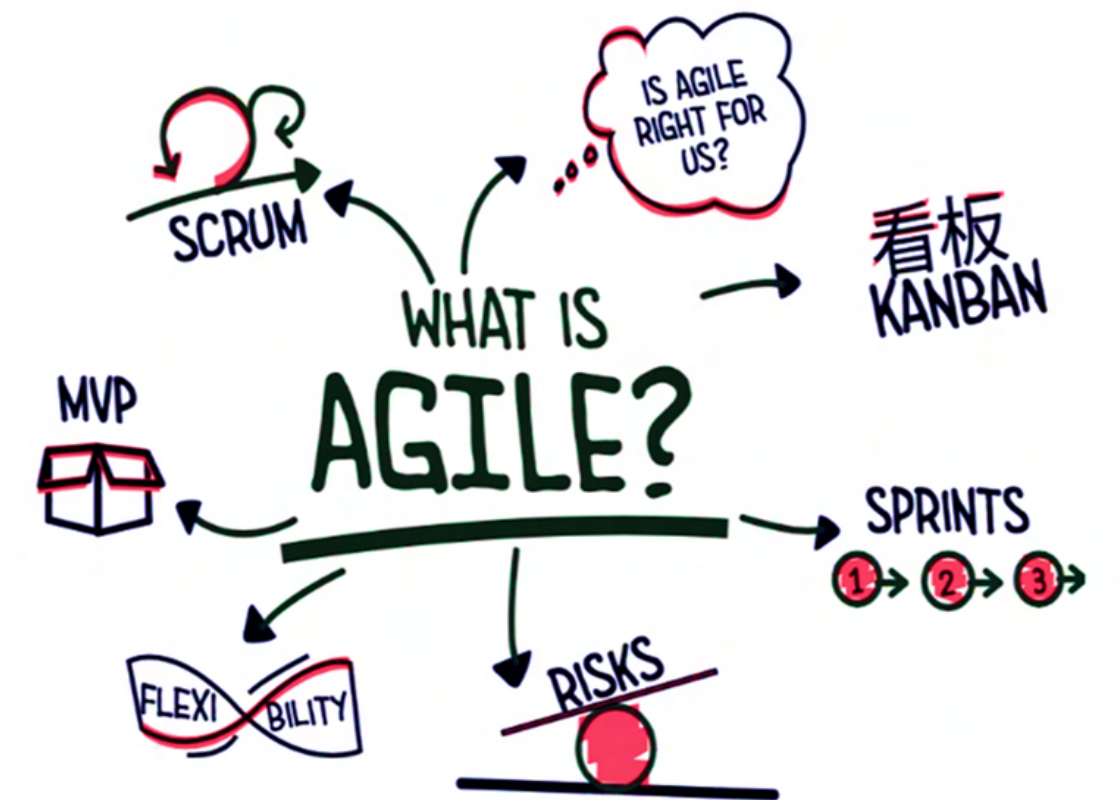 IS AGILE
RIGHT FOR
US?
SCRUM
看板
KANBAN
WHAT IS
AGILE?
MVP
SPRINTS
1 2 3
FLEXI BILITY
RISKS